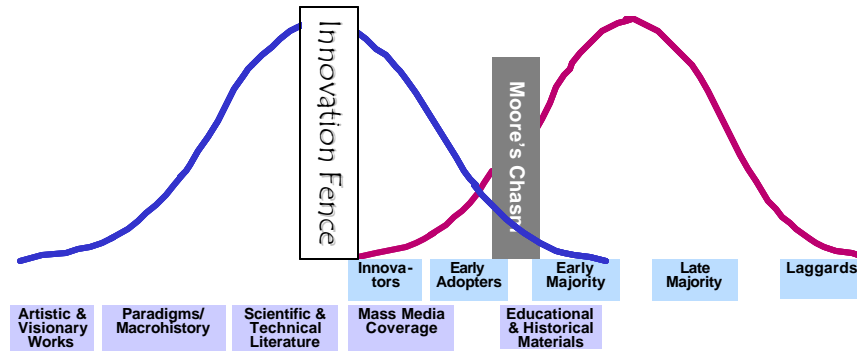 Innovation Fence
Moore's Chasm
Innova-
tors
Early
Adopters
Early
Majority
Late
Majority
Laggards
Artistic &
Visionary
Works
Paradigms/
Macrohistory
Scientific &
Technical
Literature
Mass Media
Coverage
Educational
& Historical
Materials